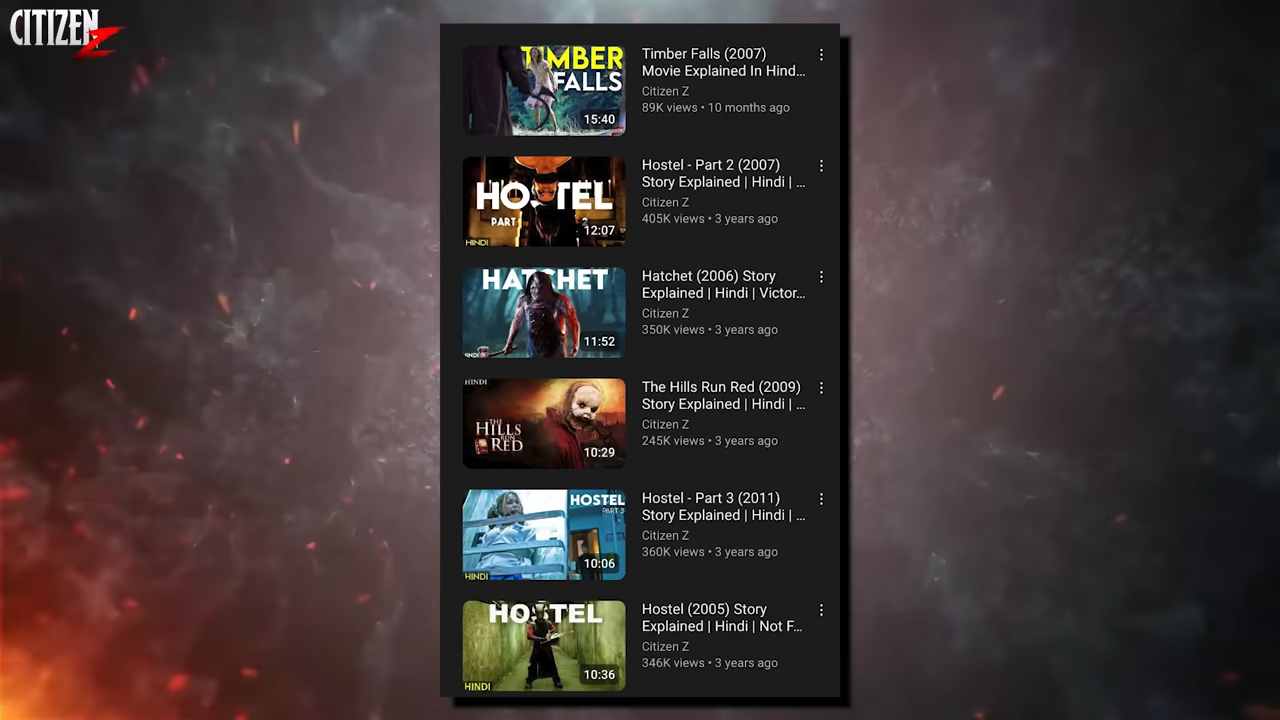 CITIZEN Z
TIMBER
FALLS
15:40
Timber Falls (2007)
Movie Explained In Hind...
Citizen Z
89K views • 10 months ago
HOSTEL
PART 2
HINDI
12:07
Hostel - Part 2 (2007)
Story Explained | Hindi | ...
Citizen Z
405K views • 3 years ago
HATCHET
HINDI
11:52
Hatchet (2006) Story
Explained | Hindi | Victor...
Citizen Z
350K views • 3 years ago
HINDI
THE
HILLS
RUN
RED
10:29
The Hills Run Red (2009)
Story Explained | Hindi | ...
Citizen Z
245K views • 3 years ago
HOSTEL
PART 3
HINDI
10:06
Hostel - Part 3 (2011)
Story Explained | Hindi | ...
Citizen Z
360K views • 3 years ago
HOSTEL
HINDI
10:36
Hostel (2005) Story
Explained | Hindi | Not F...
Citizen Z
346K views • 3 years ago